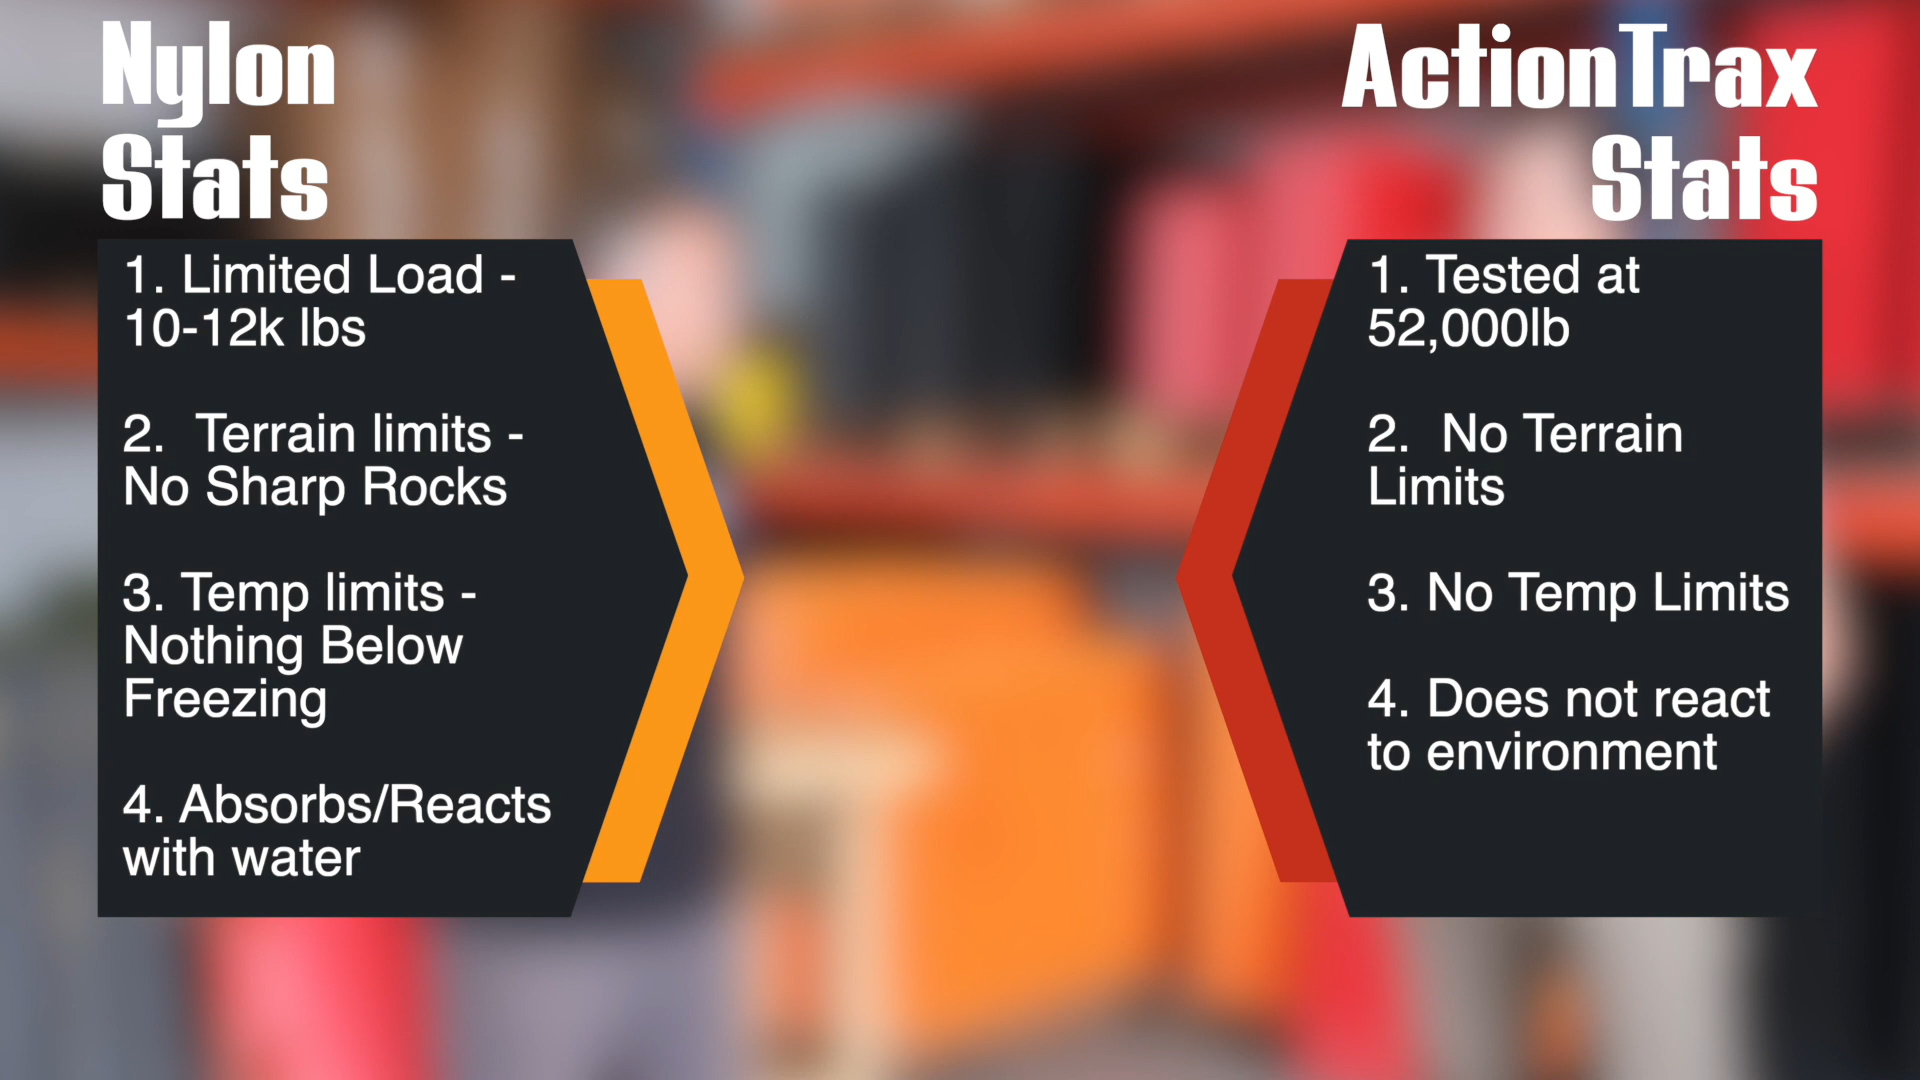 Nylon
Stats
1. Limited Load -
10-12k lbs
2.  Terrain limits -
No Sharp Rocks
3. Temp limits -
Nothing Below
Freezing
4. Absorbs/Reacts
with water
ActionTrax
Stats
1. Tested at
52,000lb
2.  No Terrain
Limits
3. No Temp Limits
4. Does not react
to environment